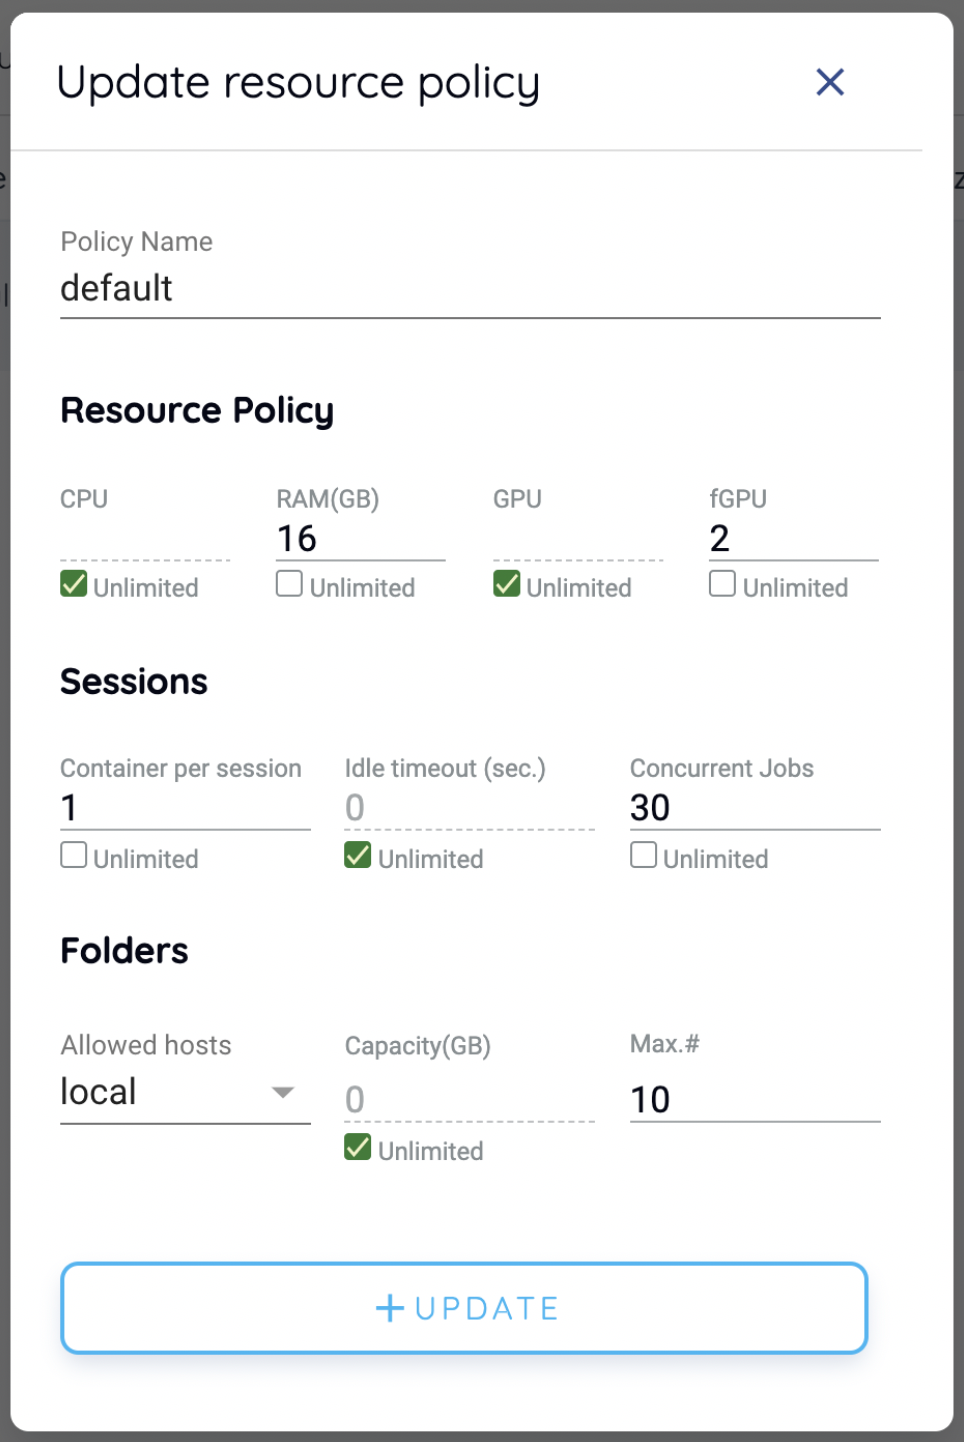 Update resource policy
Policy Name
default
Resource Policy
CPU RAM(GB) GPU fGPU
16 2
Unlimited Unlimited Unlimited Unlimited
Sessions
Container per session Idle timeout (sec.) Concurrent Jobs
1 0 30
Unlimited Unlimited Unlimited
Folders
Allowed hosts Capacity(GB) Max.#
local 0 10
Unlimited
+UPDATE